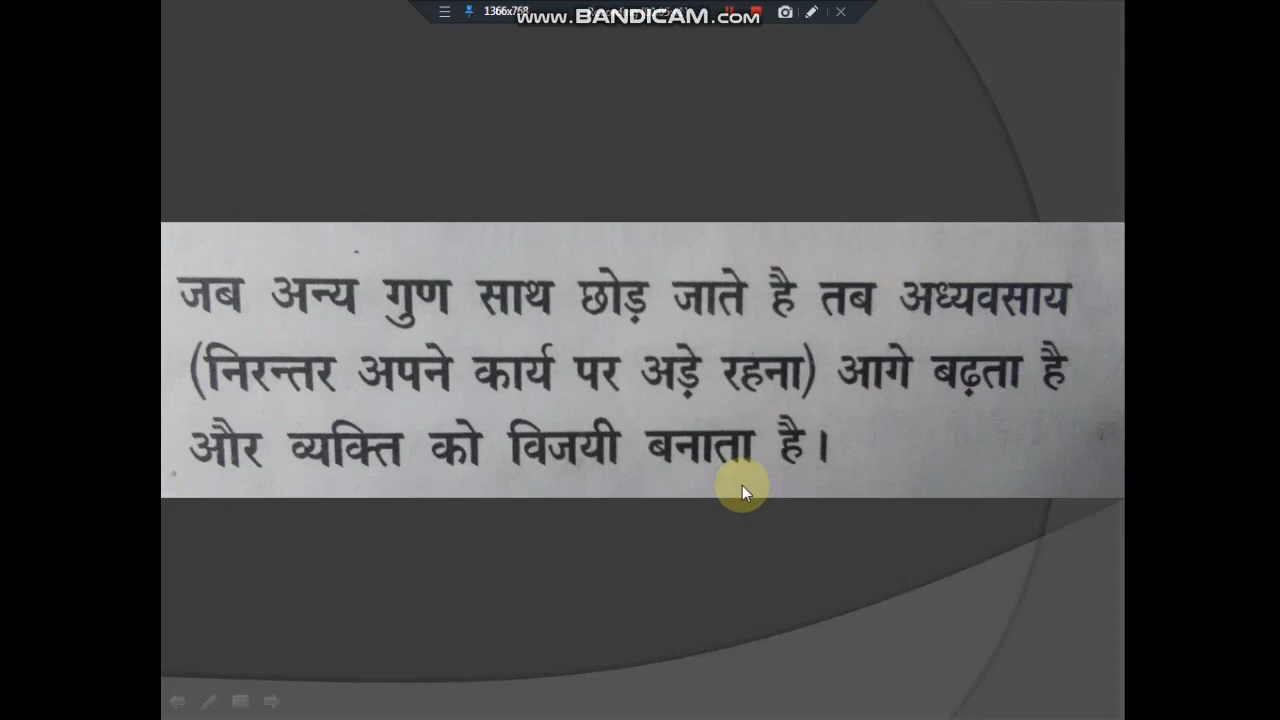 1366x768
www.BANDICAM.com
जब अन्य गुण साथ छोड़ जाते है तब अध्यवसाय
(निरन्तर अपने कार्य पर अड़े रहना) आगे बढ़ता है
और व्यक्ति को विजयी बनाता है।